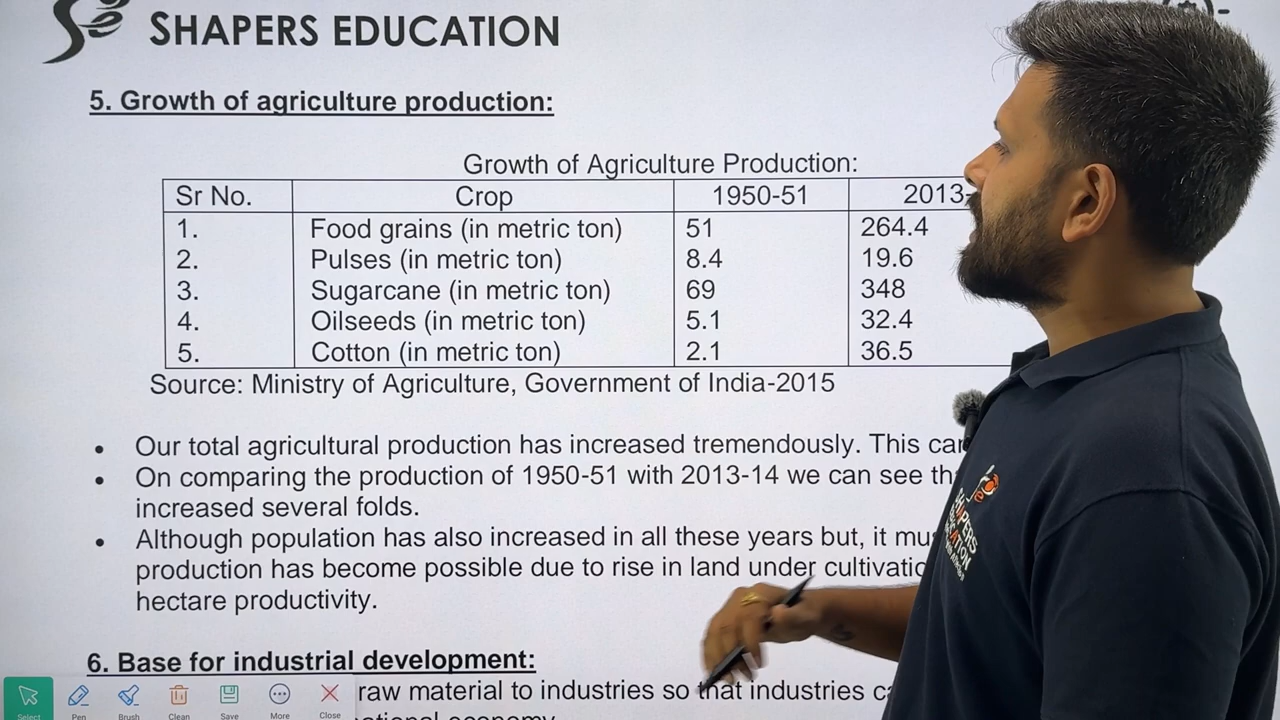 SHAPERS EDUCATION
5. Growth of agriculture production:
Growth of Agriculture Production:
Sr No. Crop 1950-51 2013-
1. Food grains (in metric ton) 51 264.4
2. Pulses (in metric ton) 8.4 19.6
3. Sugarcane (in metric ton) 69 348
4. Oilseeds (in metric ton) 5.1 32.4
5. Cotton (in metric ton) 2.1 36.5
Source: Ministry of Agriculture, Government of India-2015
• Our total agricultural production has increased tremendously. This
• On comparing the production of 1950-51 with 2013-14 we can see
increased several folds.
• Although population has also increased in all these years but, it
production has become possible due to rise in land under
hectare productivity.
6. Base for industrial development:
raw material to industries so that industries
economy
Select Pen Brush Clean Save More Close
SHAPERS
EDUCATION